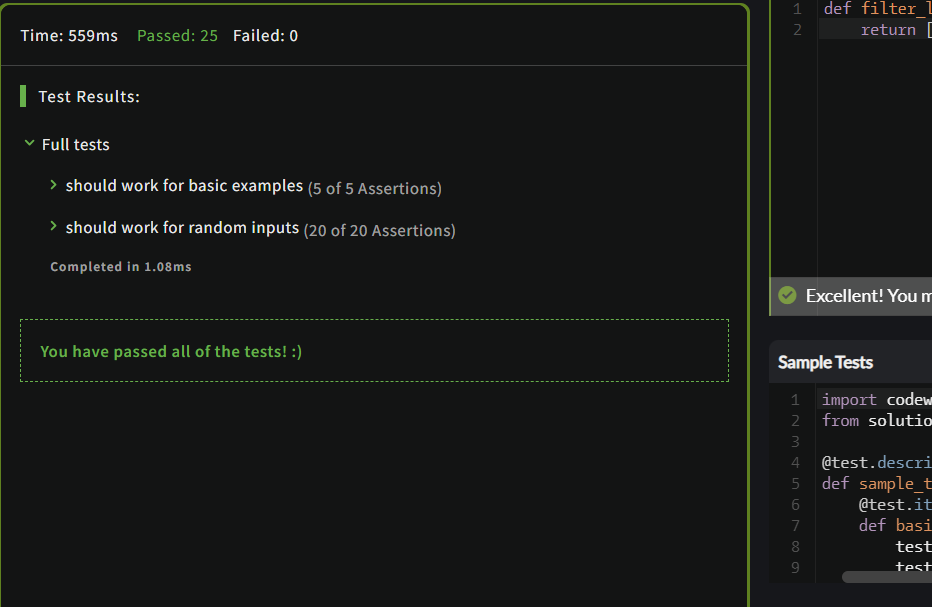 Time: 559ms Passed: 25 Failed: 0
Test Results:
Full tests
should work for basic examples (5 of 5 Assertions)
should work for random inputs (20 of 20 Assertions)
Completed in 1.08ms
You have passed all of the tests! :)
1 def filter_l
2 return [
Excellent! You m
Sample Tests
1 import codew
2 from solutio
3
4 @test.descri
5 def sample_t
6 @test.it
7 def basi
8 test
9 test